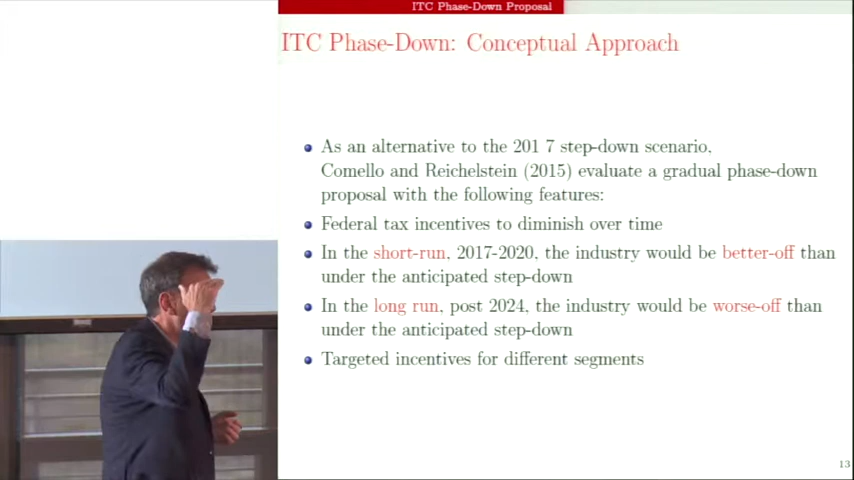 ITC Phase-Down Proposal
ITC Phase-Down: Conceptual Approach
As an alternative to the 201 7 step-down scenario,
Comello and Reichelstein (2015) evaluate a gradual phase-down
proposal with the following features:
Federal tax incentives to diminish over time
In the short-run, 2017-2020, the industry would be better-off than
under the anticipated step-down
In the long run, post 2024, the industry would be worse-off than
under the anticipated step-down
Targeted incentives for different segments
13